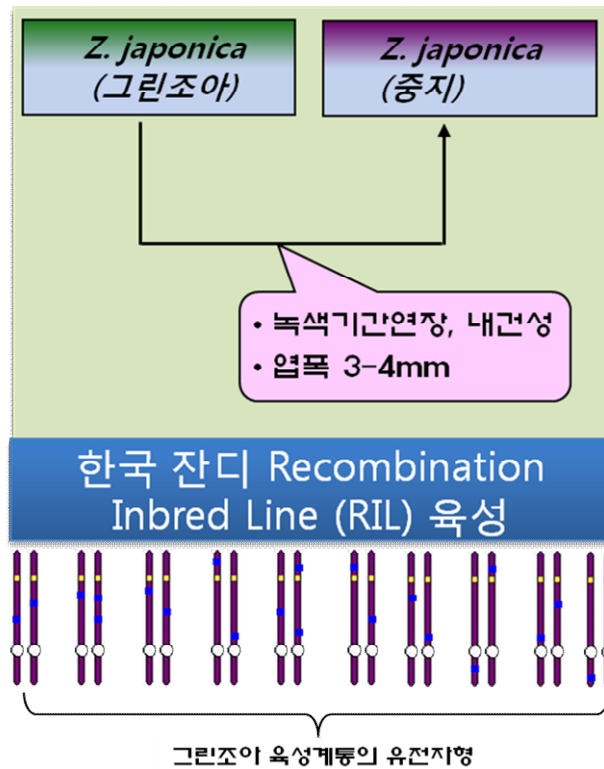 Z. japonica
(그린조아)
Z. japonica
(중지)
• 녹색기간연장, 내건성
• 엽폭 3-4mm
한국 잔디 Recombination
Inbred Line (RIL) 육성
그린조아 육성계통의 유전자형